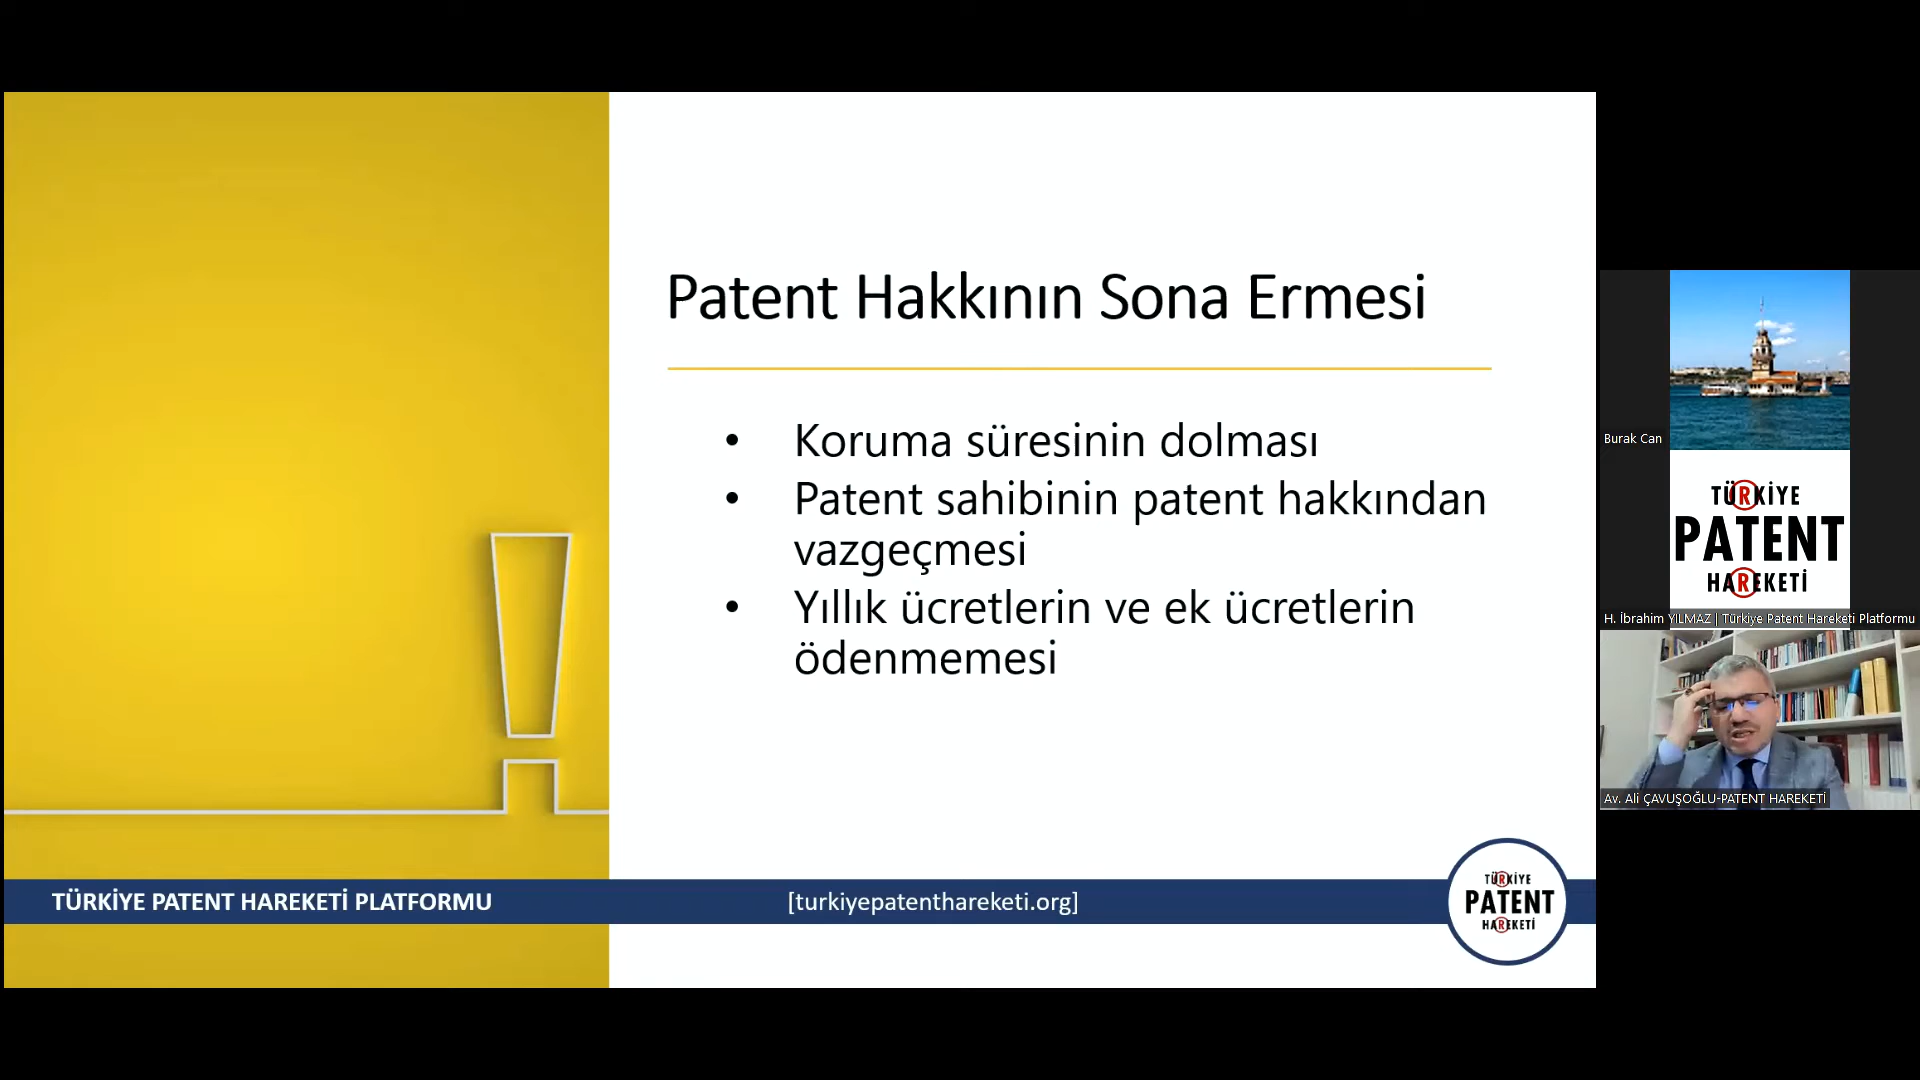 Patent Hakkının Sona Ermesi
• Koruma süresinin dolması
• Patent sahibinin patent hakkından
vazgeçmesi
• Yıllık ücretlerin ve ek ücretlerin
ödenmemesi
TÜRKİYE PATENT HAREKETİ PLATFORMU
[turkiyepatenthareketi.org]
TÜRKİYE
PATENT
HAREKETİ
Burak Can
TÜRKİYE
PATENT
HAREKETİ
H. İbrahim YILMAZ | Türkiye Patent Hareketi Platformu
Av. Ali ÇAVUŞOĞLU-PATENT HAREKETİ